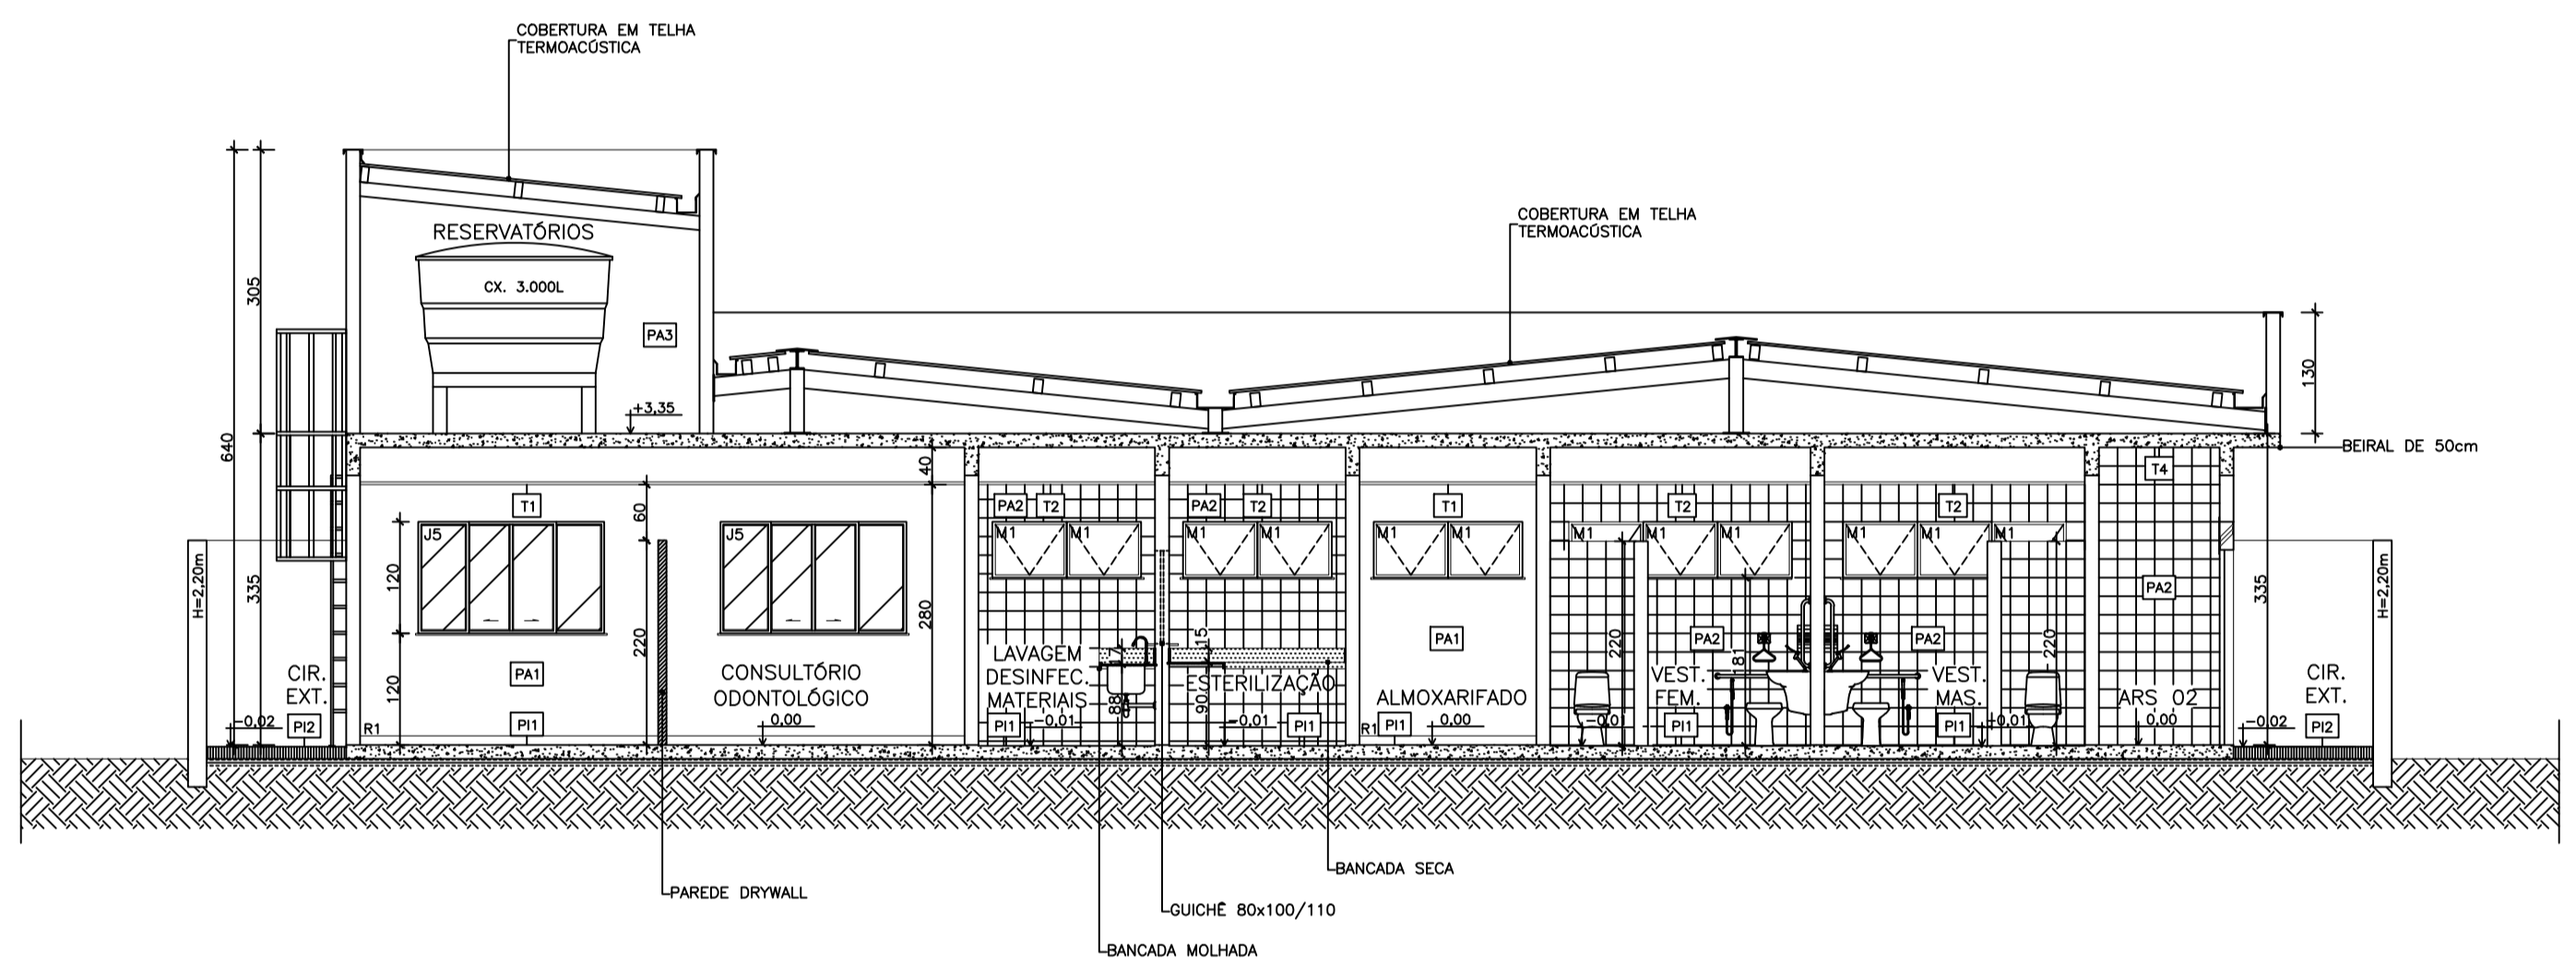 COBERTURA EM TELHA
TERMOACÚSTICA
COBERTURA EM TELHA
TERMOACÚSTICA
RESERVATÓRIOS
CX. 3.000L
PA3
+3,35
305
640
335
130
BEIRAL DE 50cm
40
60
T1
PA2
T2
PA2
T2
T1
T2
T2
T4
J5
J5
M1
M1
M1
M1
M1
M1
M1
M1
M1
M1
M1
M1
H=2,20m
H=2,20m
120
120
220
280
335
PA2
PA1
PA1
PA2
PA2
220
220
181
17
15
88
90
CIR.
EXT.
PI2
-0,02
CONSULTÓRIO
ODONTOLÓGICO
0,00
R1
PI1
LAVAGEM
DESINFEC.
MATERIAIS
PI1
-0,01
ESTERILIZAÇÃO
-0,01
PI1
ALMOXARIFADO
R1
PI1
0,00
-0,01
VEST.
FEM.
PI1
VEST.
MAS.
PI1
-0,01
ARS 02
0,00
CIR.
EXT.
PI2
-0,02
PAREDE DRYWALL
BANCADA SECA
GUICHÊ 80x100/110
BANCADA MOLHADA